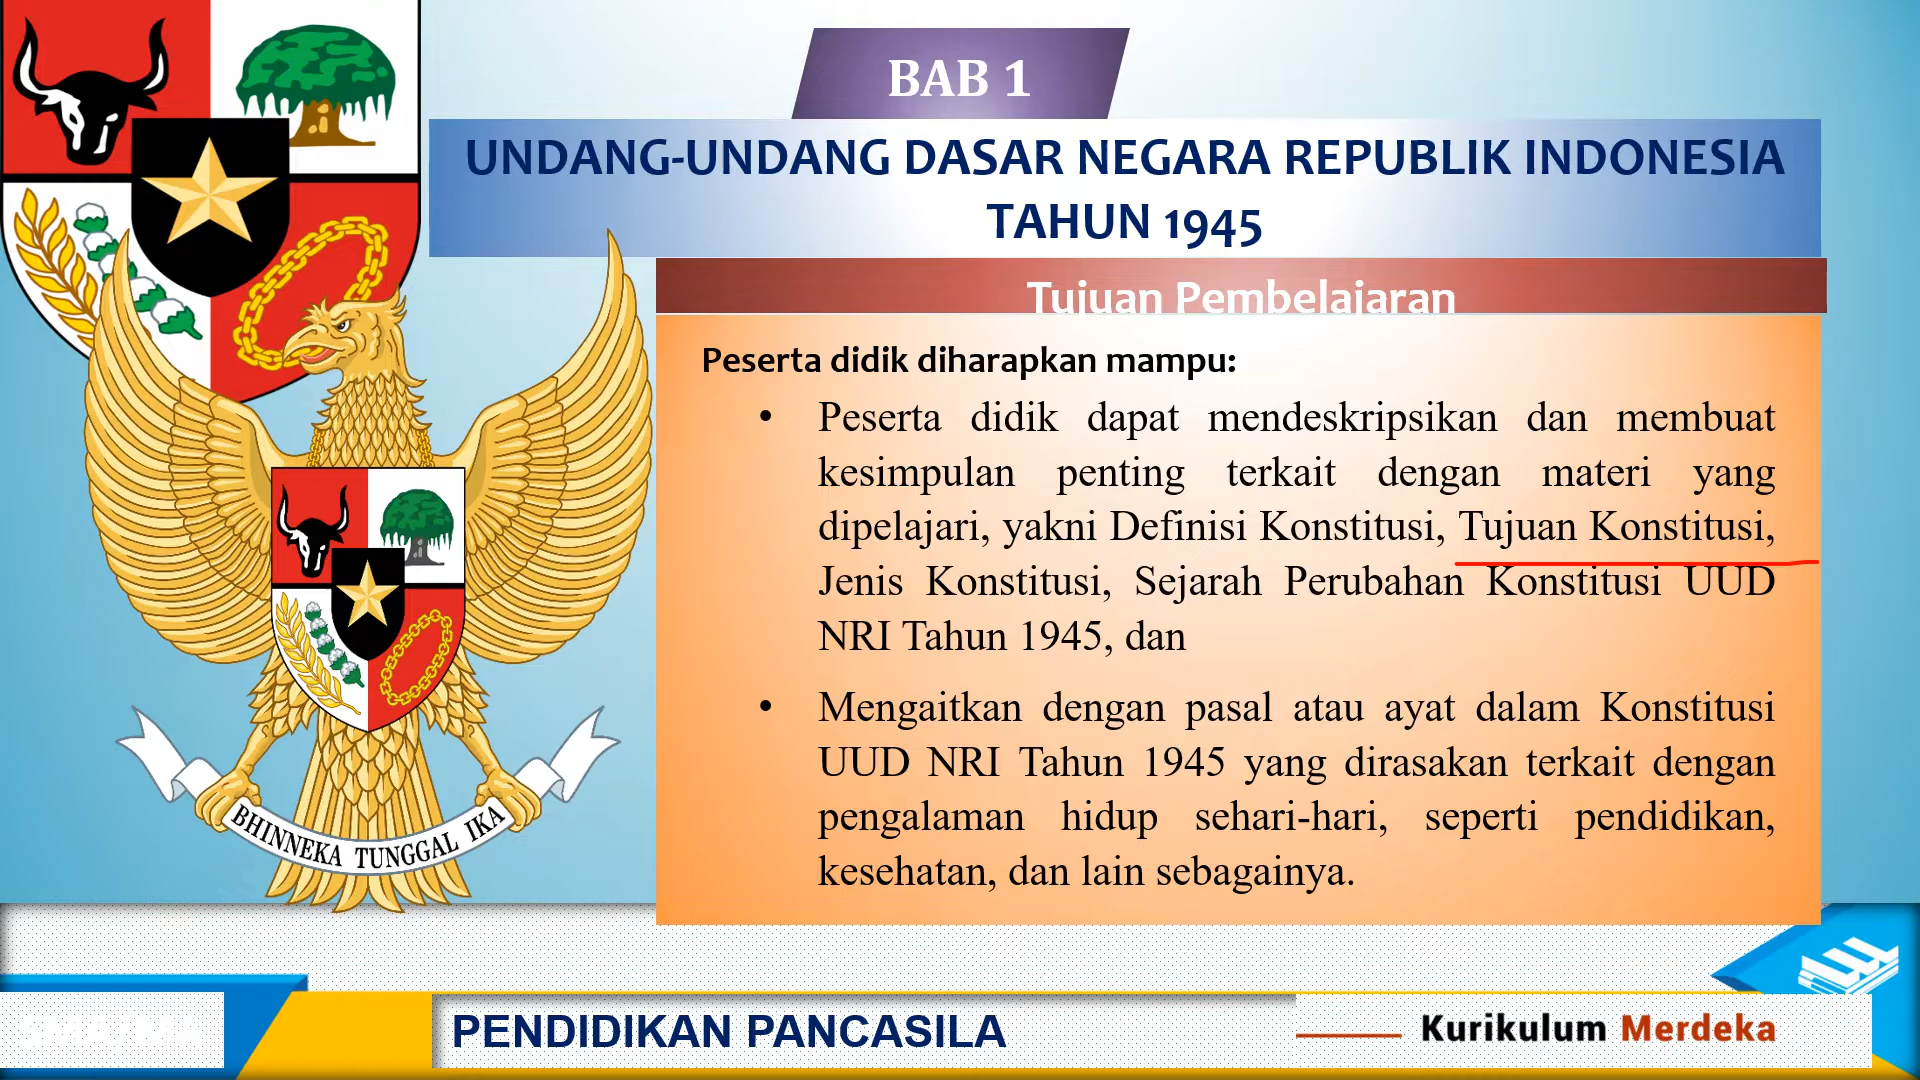 BAB 1
UNDANG-UNDANG DASAR NEGARA REPUBLIK INDONESIA
TAHUN 1945
Tujuan Pembelajaran
Peserta didik diharapkan mampu:
• Peserta didik dapat mendeskripsikan dan membuat
kesimpulan penting terkait dengan materi yang
dipelajari, yakni Definisi Konstitusi, Tujuan Konstitusi,
Jenis Konstitusi, Sejarah Perubahan Konstitusi UUD
NRI Tahun 1945, dan
• Mengaitkan dengan pasal atau ayat dalam Konstitusi
UUD NRI Tahun 1945 yang dirasakan terkait dengan
pengalaman hidup sehari-hari, seperti pendidikan,
kesehatan, dan lain sebagainya.
BHINNEKA TUNGGAL IKA
PENDIDIKAN PANCASILA
Kurikulum Merdeka